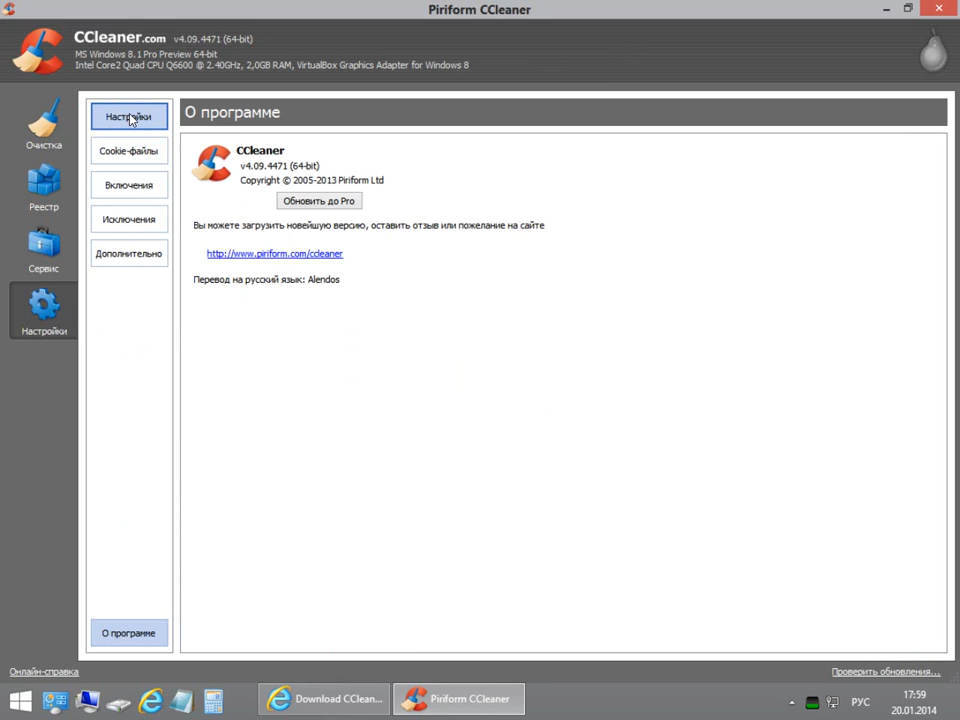 Piriform CCleaner
CCleaner.com v4.09.4471 (64-bit)
MS Windows 8.1 Pro Preview 64-bit
Intel Core2 Quad CPU Q6600 @ 2.40GHz, 2,0GB RAM, VirtualBox Graphics Adapter for Windows 8
Очистка
Реестр
Сервис
Настройки
Настройки
Cookie-файлы
Включения
Исключения
Дополнительно
О программе
О программе
CCleaner
v4.09.4471 (64-bit)
Copyright © 2005-2013 Piriform Ltd
Обновить до Pro
Вы можете загрузить новейшую версию, оставить отзыв или пожелание на сайте
http://www.piriform.com/ccleaner
Перевод на русский язык: Alendos
Онлайн-справка
Проверить обновления...
Download CClean...
Piriform CCleaner
РУС
17:59
20.01.2014